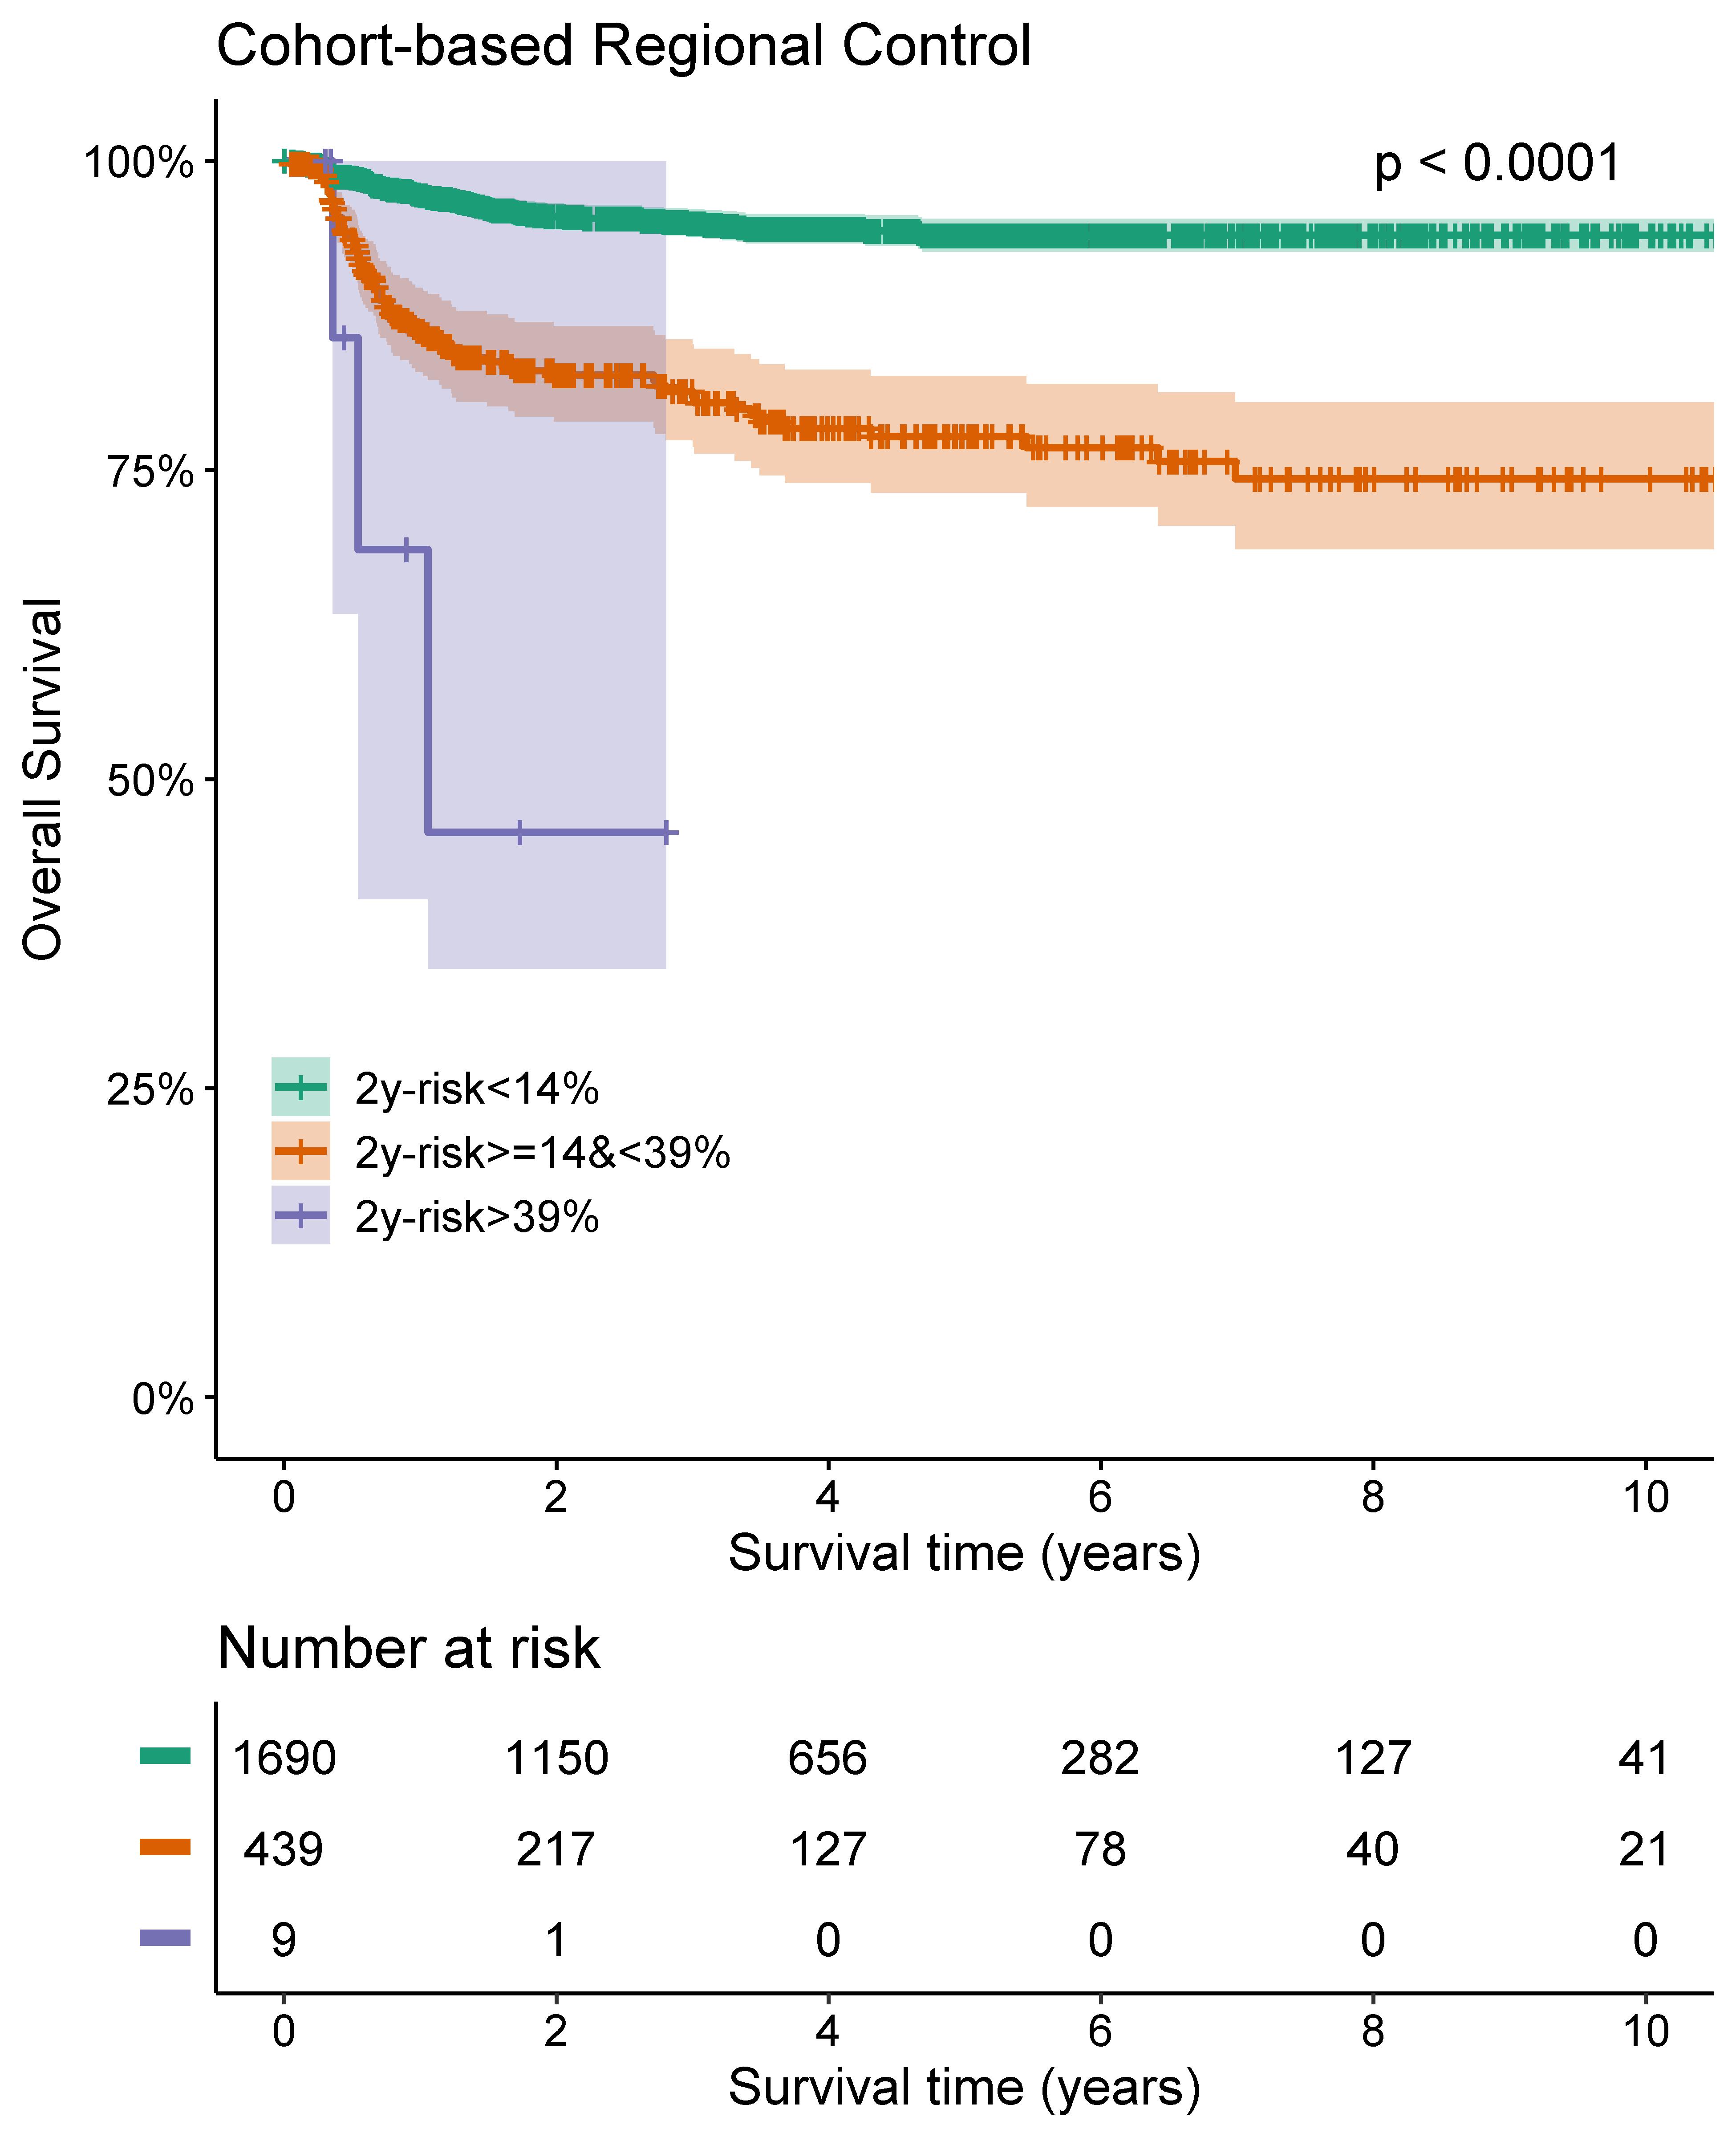 Cohort-based Regional Control
p < 0.0001
100%
75%
50%
25%
0%
Overall Survival
2y-risk<14%
2y-risk>=14&<39%
2y-risk>39%
0 2 4 6 8 10
Survival time (years)
Number at risk
1690 1150 656 282 127 41
439 217 127 78 40 21
9 1 0 0 0 0
0 2 4 6 8 10
Survival time (years)